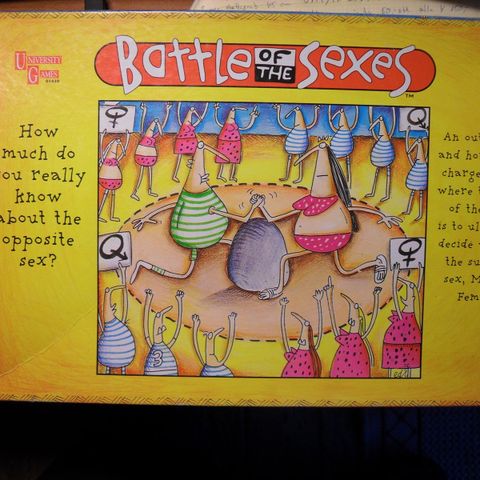 UNIVERSITY
GAMES
BATTLE OF THE SEXES
TM
How
much do
you really
know
about the
opposite
sex?
An out
and ho
charge
where t
of the
is to ul
decide
the su
sex, M
Fem
3